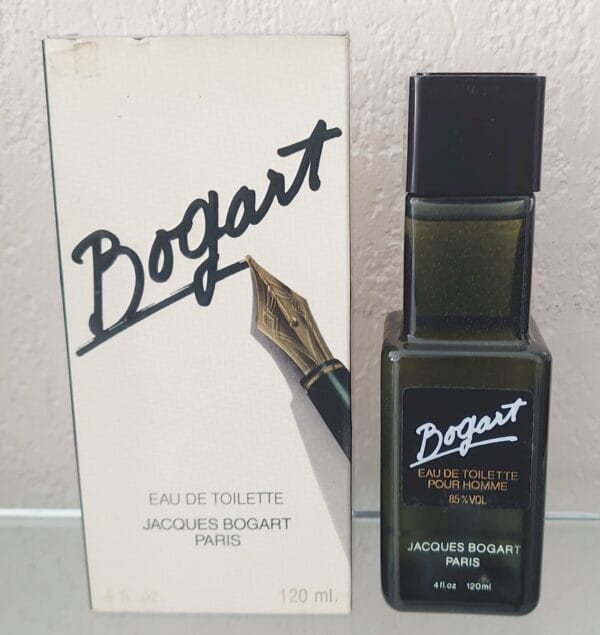 Bogart
EAU DE TOILETTE
JACQUES BOGART
PARIS
4 fl. oz
120 ml.
Bogart
EAU DE TOILETTE
POUR HOMME
85 % VOL
JACQUES BOGART
PARIS
4 fl.oz 120ml